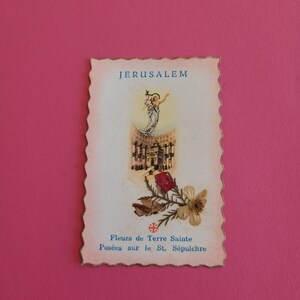 JERUSALEM
Fleurs de Terre Sainte
Posées sur le St. Sépulchre